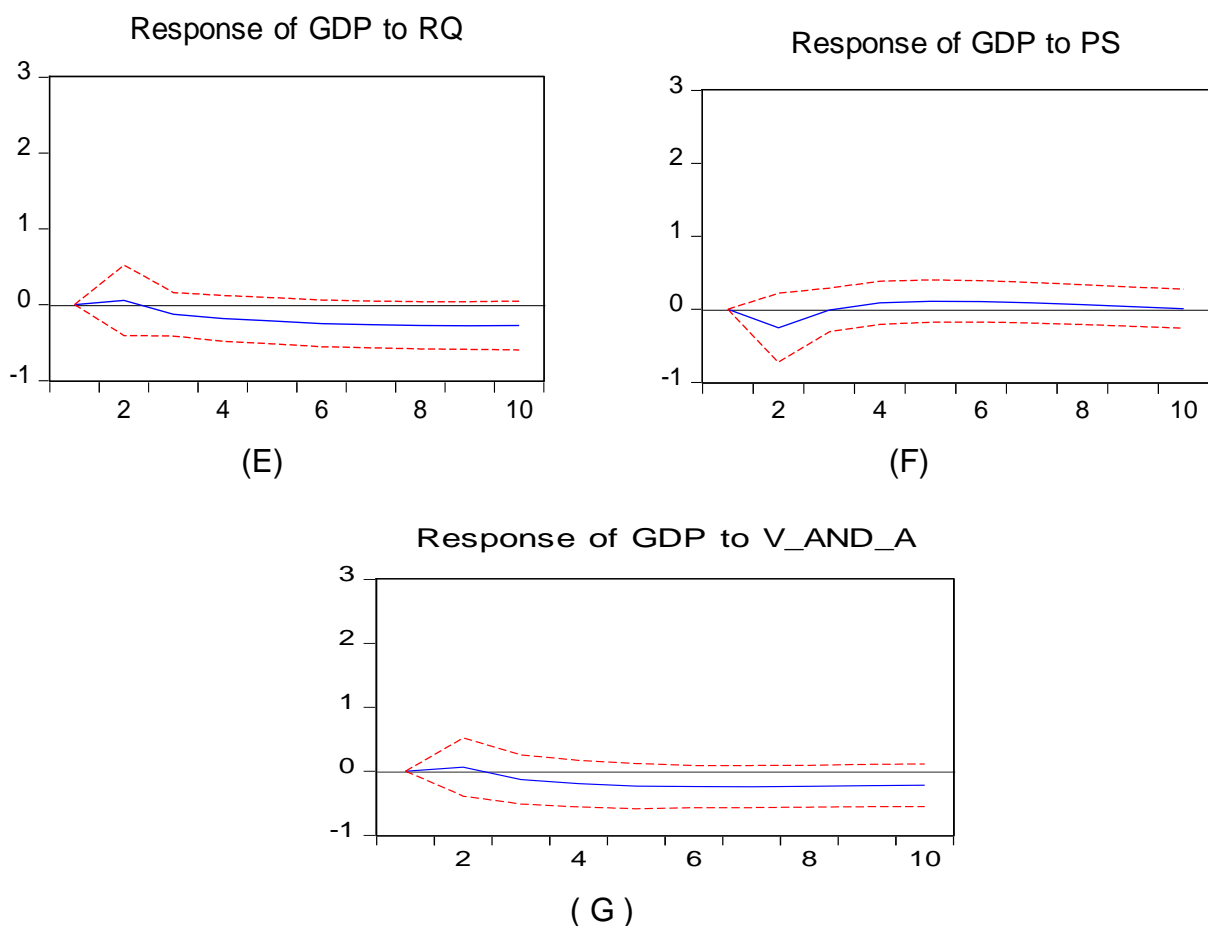 Response of GDP to RQ
3
2
1
0
-1
2 4 6 8 10
(E)
Response of GDP to PS
3
2
1
0
-1
2 4 6 8 10
(F)
Response of GDP to V_AND_A
3
2
1
0
-1
2 4 6 8 10
( G )